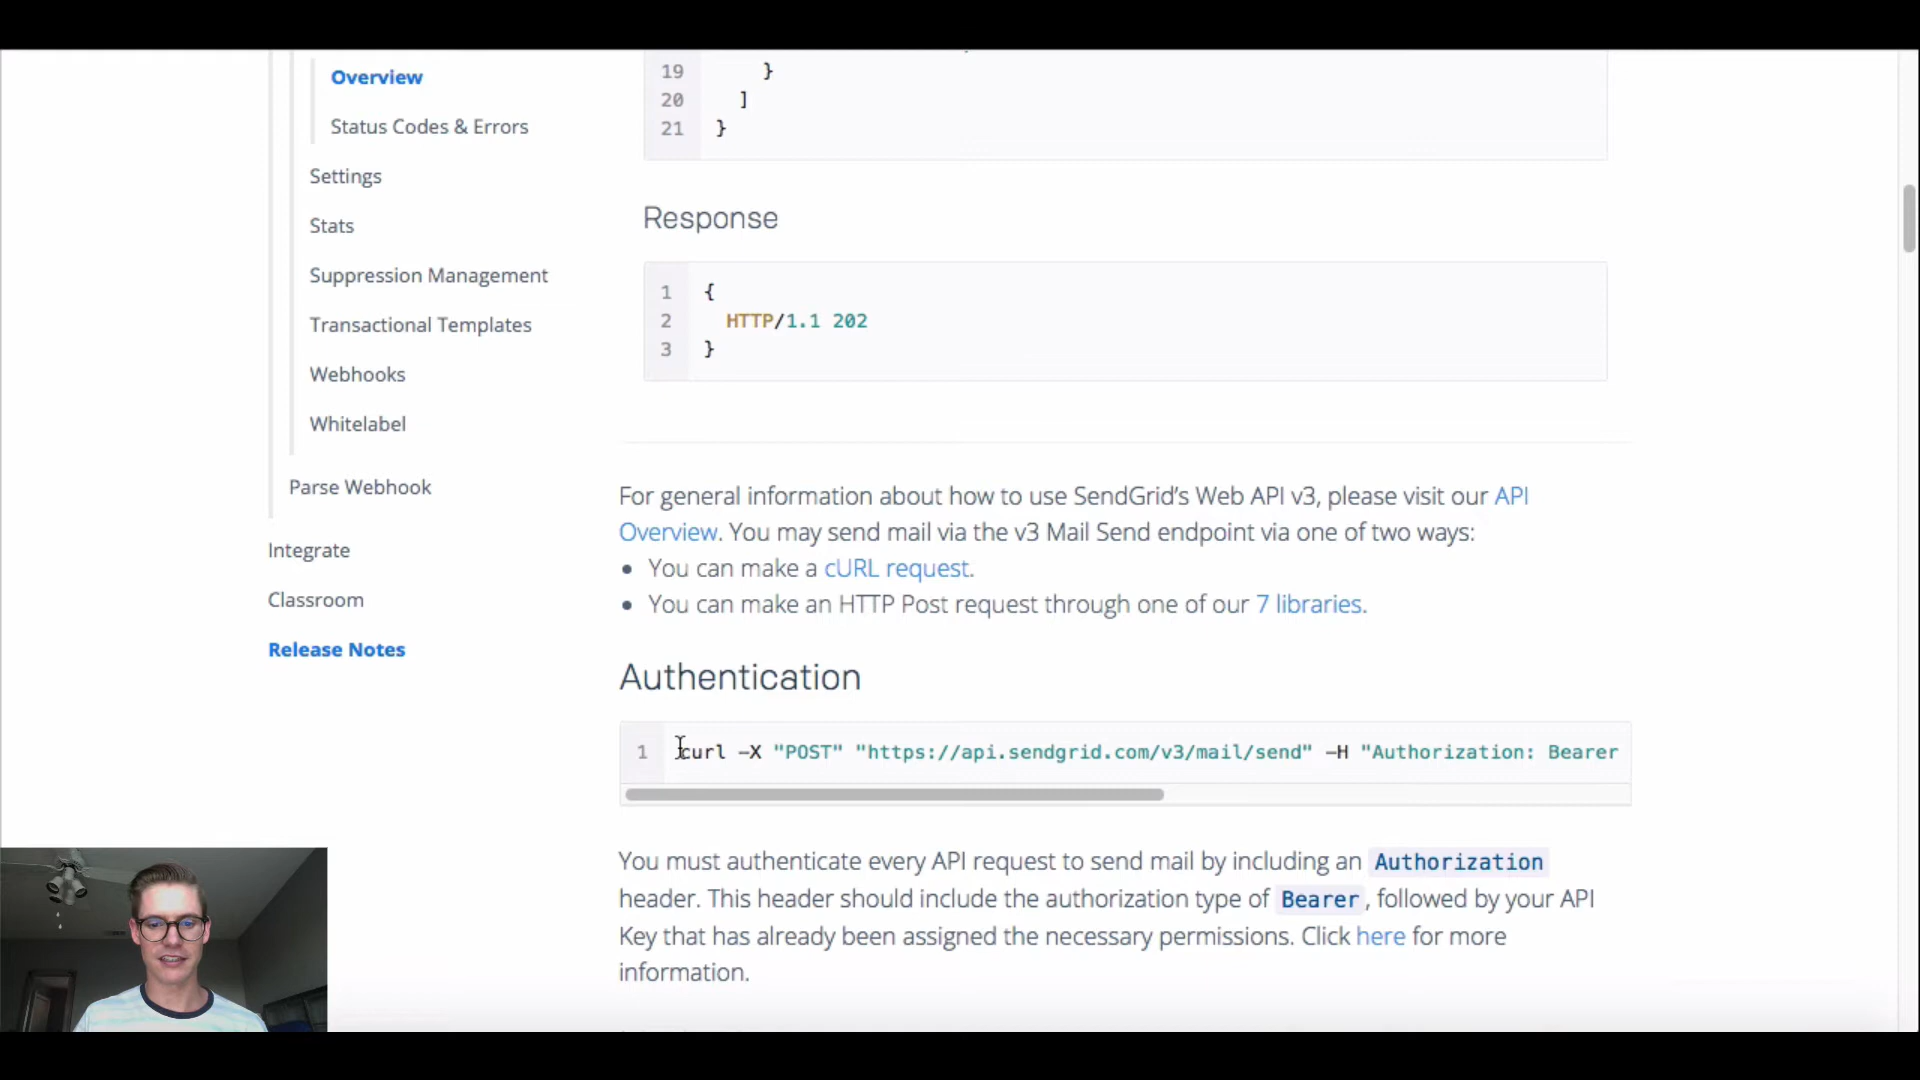 Overview
Status Codes & Errors
Settings
Stats
Suppression Management
Transactional Templates
Webhooks
Whitelabel
Parse Webhook
Integrate
Classroom
Release Notes
19 }
20 ]
21 }
Response
1 {
2 HTTP/1.1 202
3 }
For general information about how to use SendGrid’s Web API v3, please visit our API
Overview. You may send mail via the v3 Mail Send endpoint via one of two ways:
• You can make a cURL request.
• You can make an HTTP Post request through one of our 7 libraries.
Authentication
1 curl -X "POST" "https://api.sendgrid.com/v3/mail/send" -H "Authorization: Bearer
You must authenticate every API request to send mail by including an Authorization
header. This header should include the authorization type of Bearer, followed by your API
Key that has already been assigned the necessary permissions. Click here for more
information.